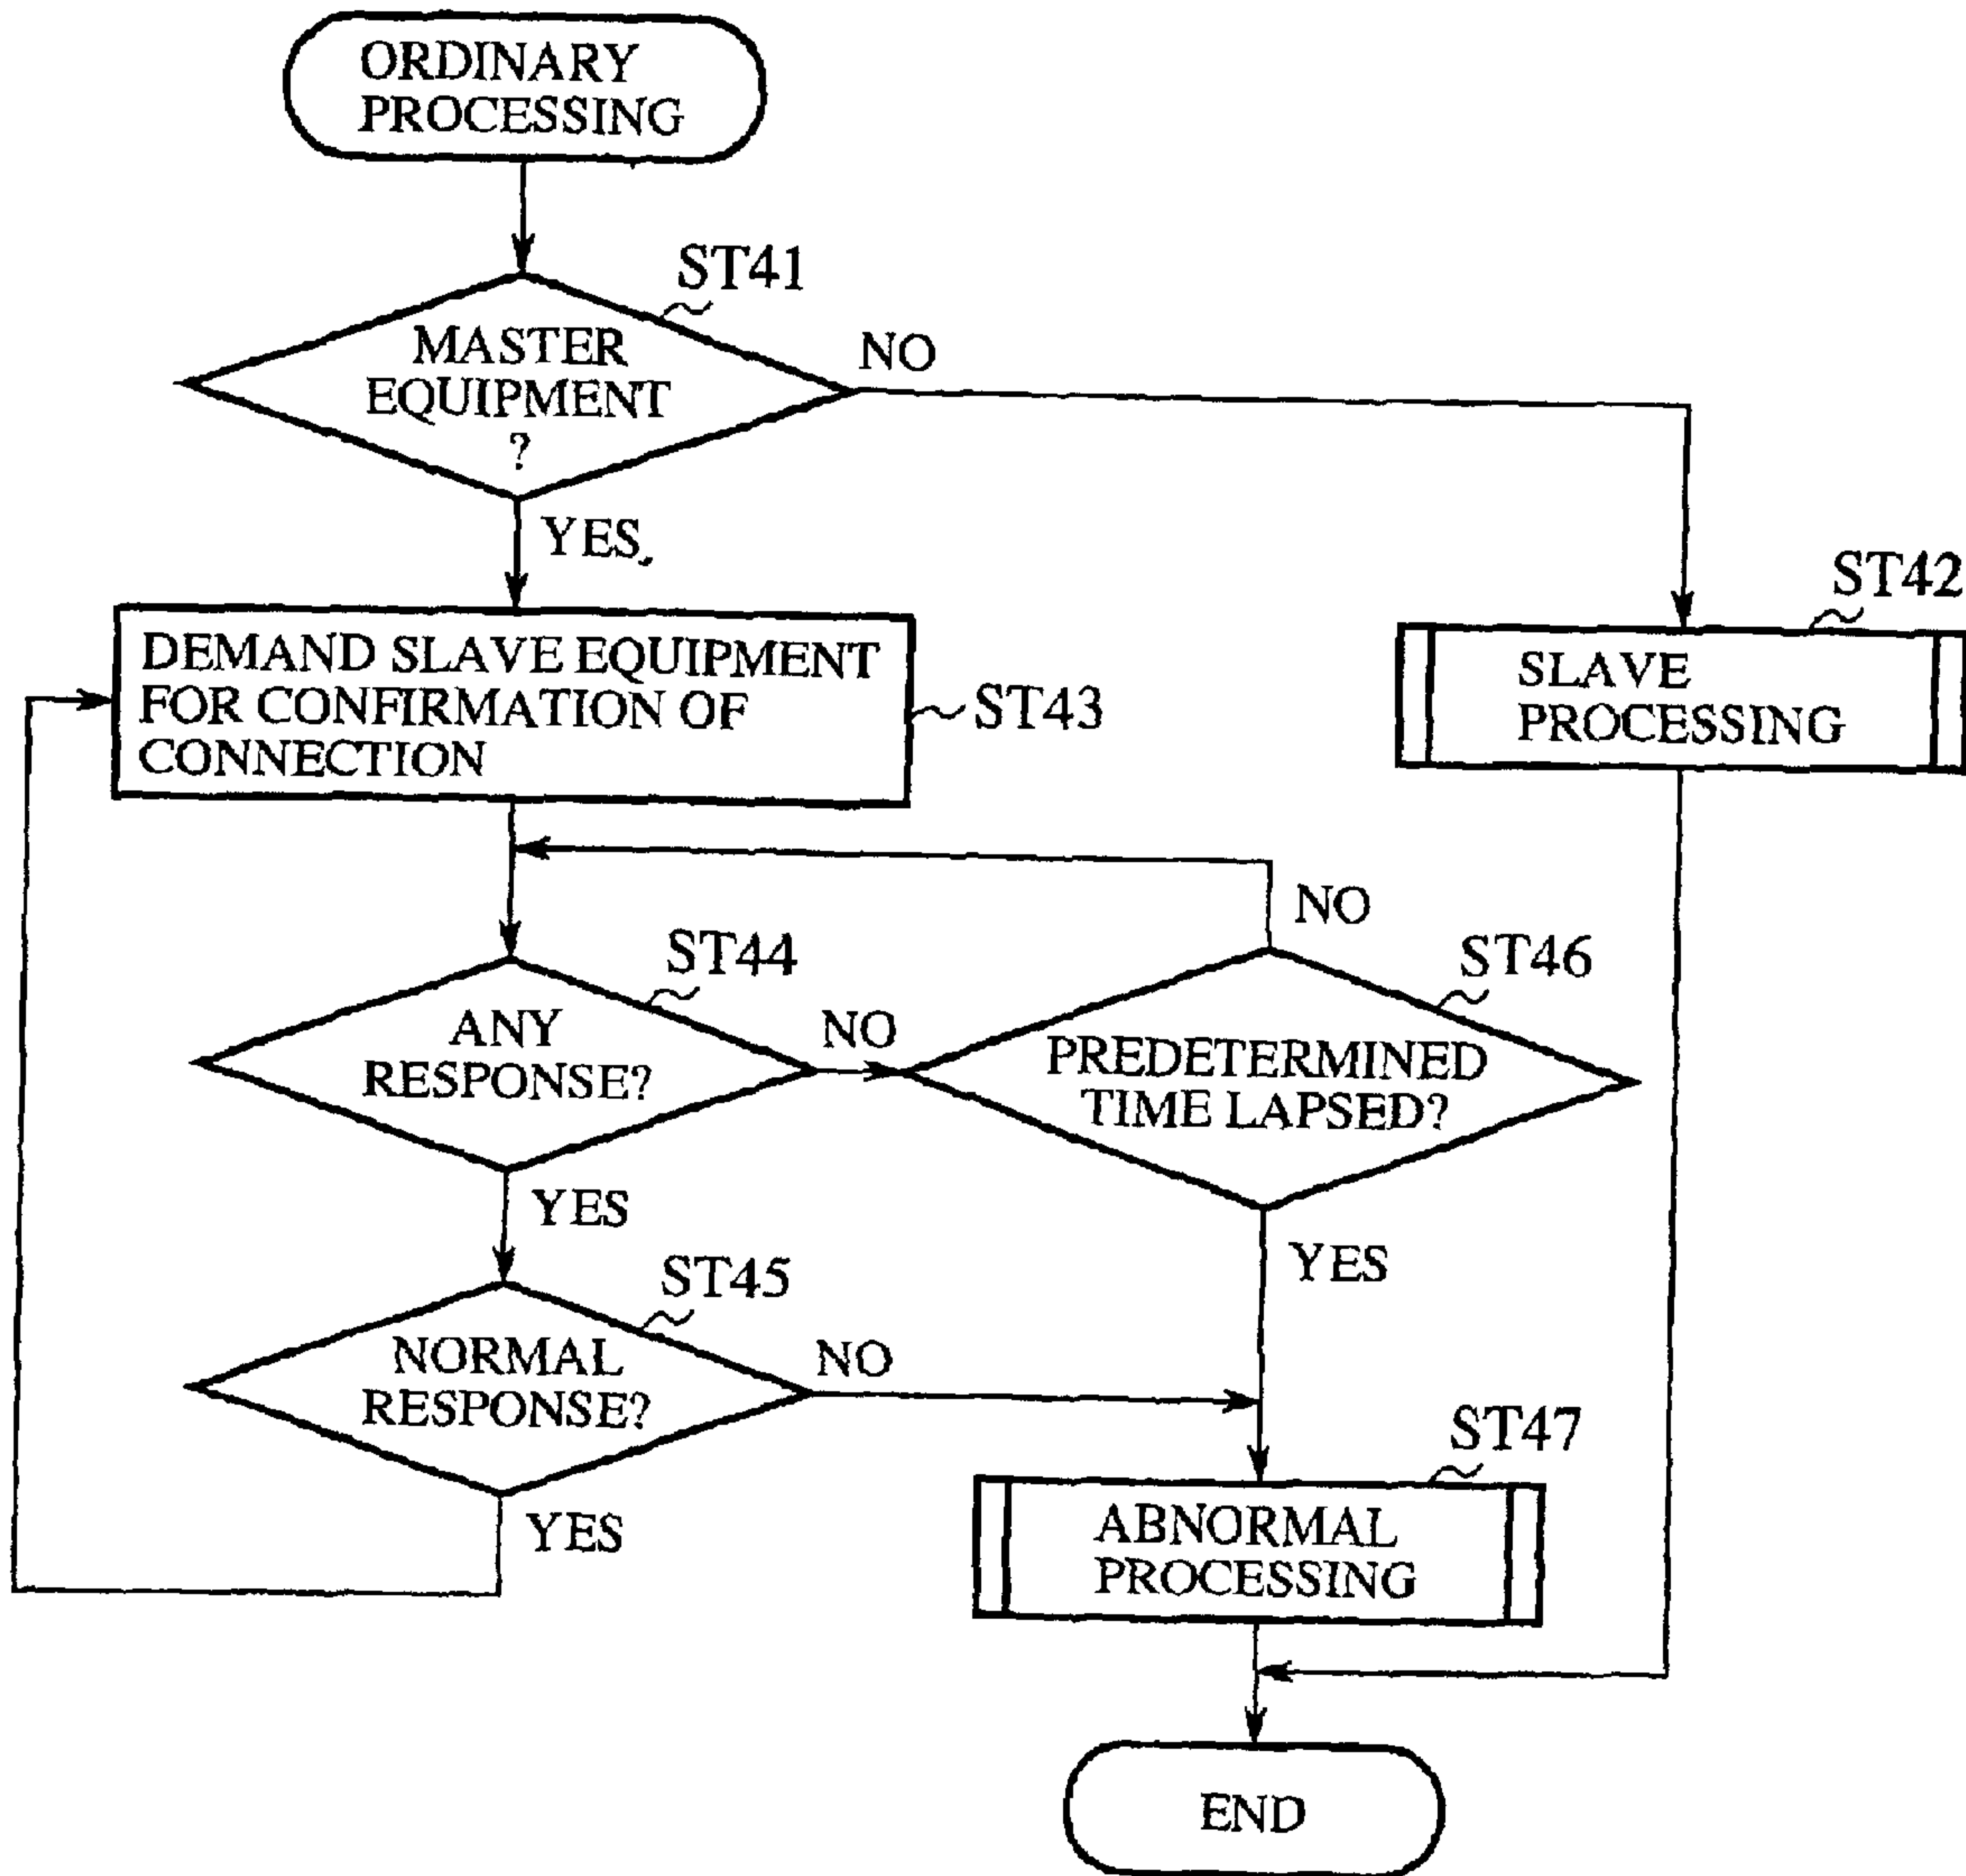 ORDINARY
PROCESSING
ST41
MASTER
EQUIPMENT
?
NO
YES
ST42
SLAVE
PROCESSING
DEMAND SLAVE EQUIPMENT
FOR CONFIRMATION OF
CONNECTION
ST43
NO
ST44
ANY
RESPONSE?
NO
ST46
PREDETERMINED
TIME LAPSED?
YES
YES
ST45
NORMAL
RESPONSE?
NO
YES
ST47
ABNORMAL
PROCESSING
END